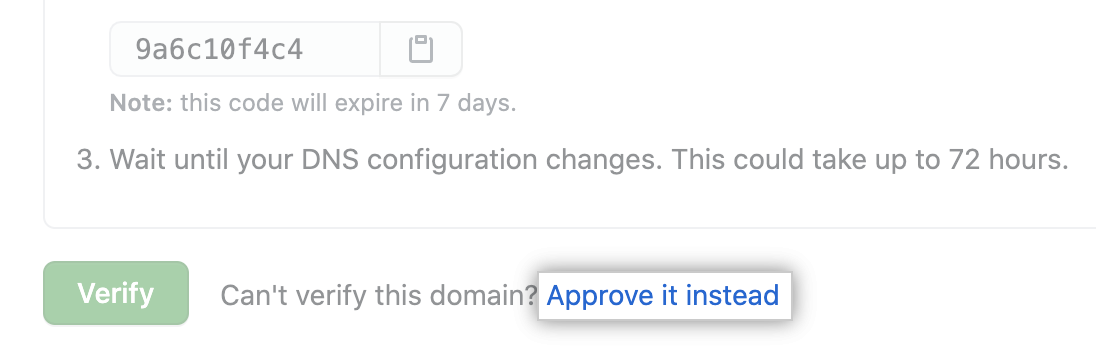 9a6c10f4c4
Note: this code will expire in 7 days.
3. Wait until your DNS configuration changes. This could take up to 72 hours.
Verify
Can't verify this domain? Approve it instead